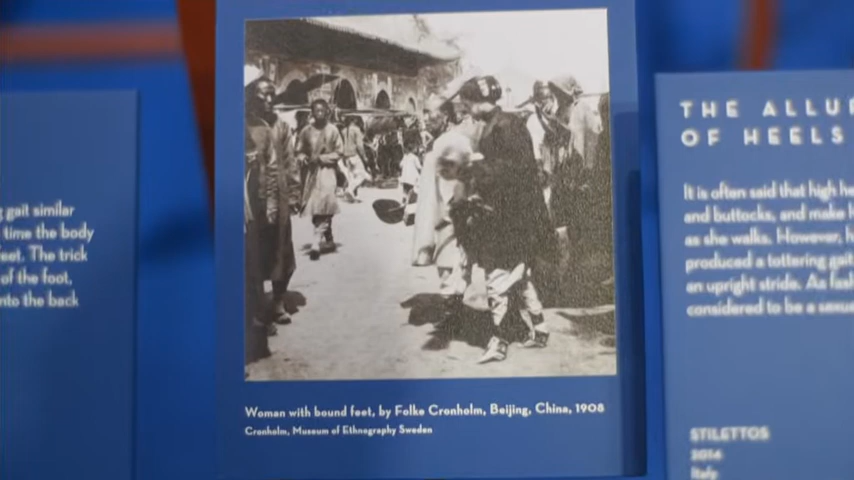 gait similar
time the body
feet. The trick
of the foot,
into the back
Woman with bound feet, by Folke Cronholm, Beijing, China, 1908
Cronholm, Museum of Ethnography Sweden
THE ALLU
OF HEELS
It is often said that high he
and buttocks, and make
as she walks. However,
produced a tottering gait
an upright stride. As fas
considered to be a sexu
STILETTOS
2014
Italy